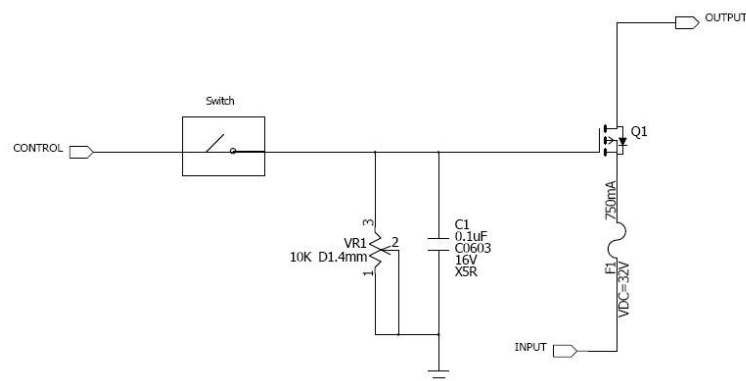 OUTPUT
Switch
CONTROL
Q1
750mA
3
VR1
2
10K D1.4mm
1
C1
0.1uF
C0603
16V
X5R
F1
VDC=32V
INPUT